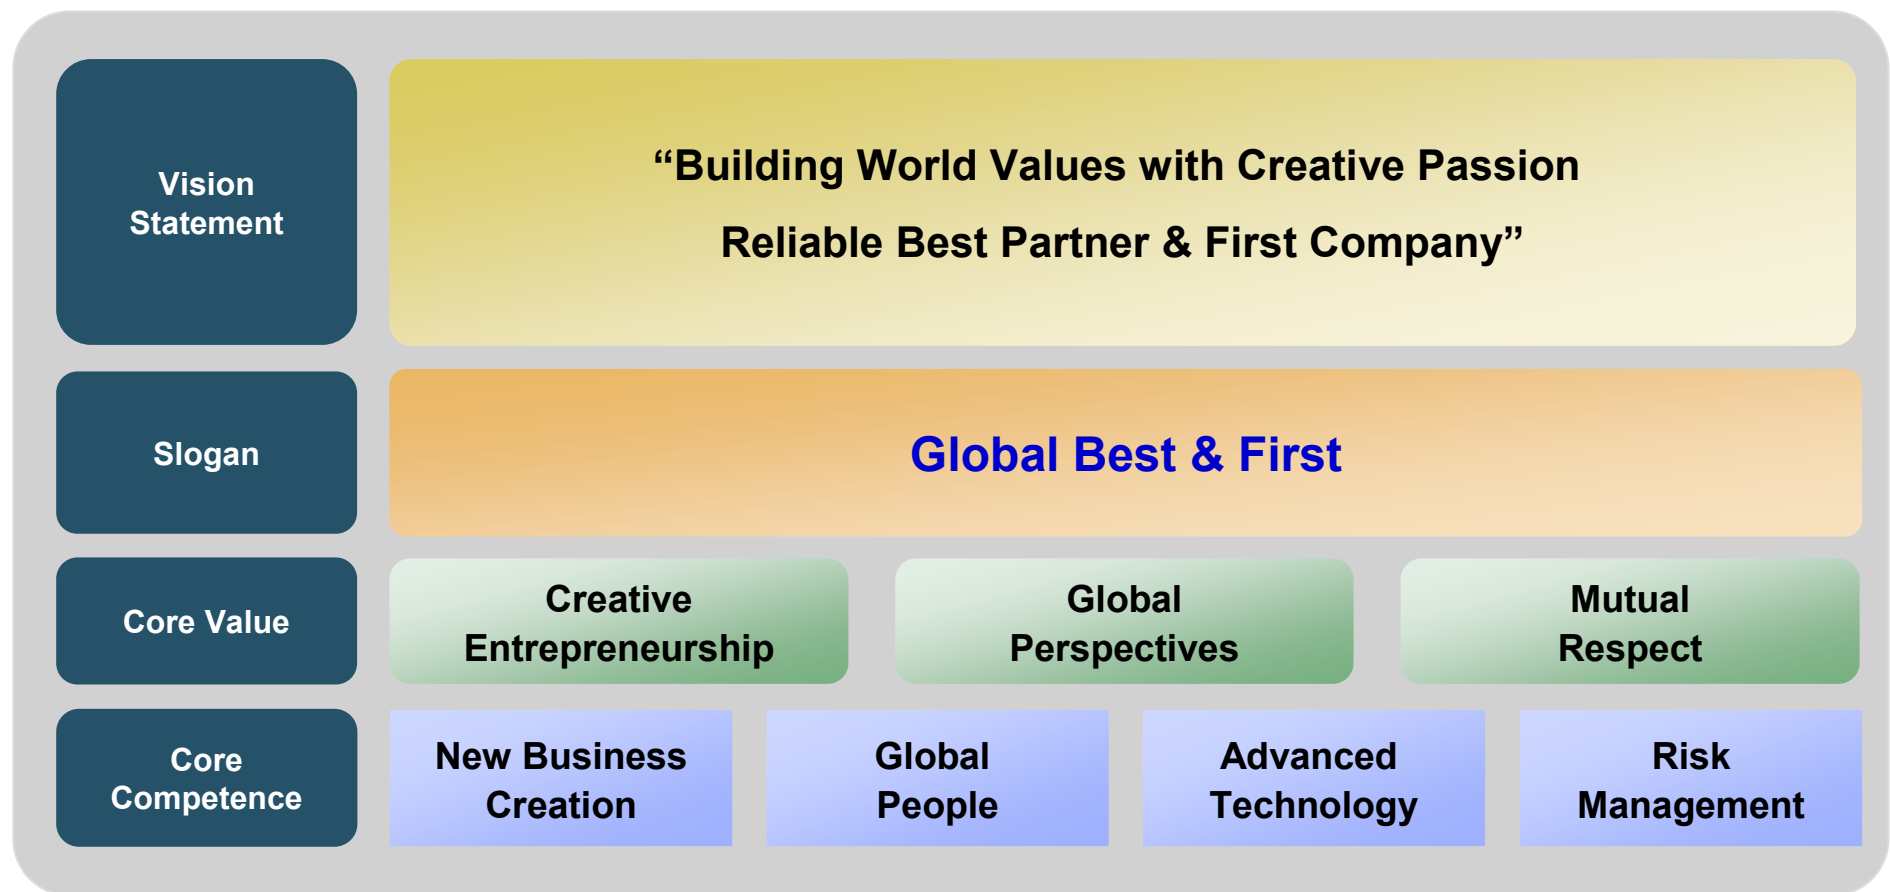 Vision
Statement
“Building World Values with Creative Passion
Reliable Best Partner & First Company”
Slogan
Global Best & First
Core Value
Creative
Entrepreneurship
Global
Perspectives
Mutual
Respect
Core
Competence
New Business
Creation
Global
People
Advanced
Technology
Risk
Management